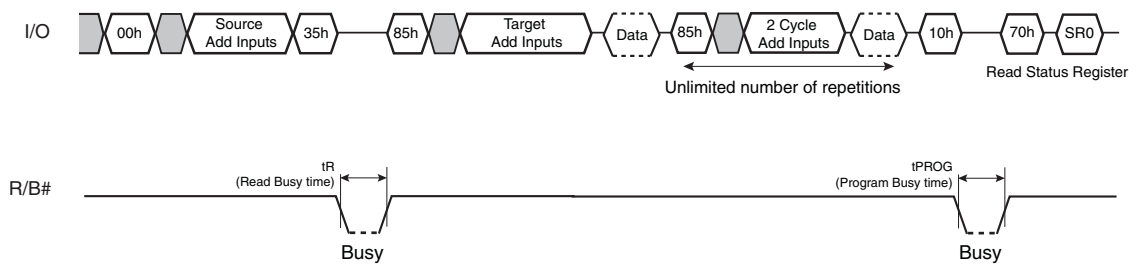 I/O
00h
Source
Add Inputs
35h
85h
Target
Add Inputs
Data
85h
2 Cycle
Add Inputs
Data
10h
70h
SR0
Unlimited number of repetitions
Read Status Register
R/B#
tR
(Read Busy time)
Busy
tPROG
(Program Busy time)
Busy